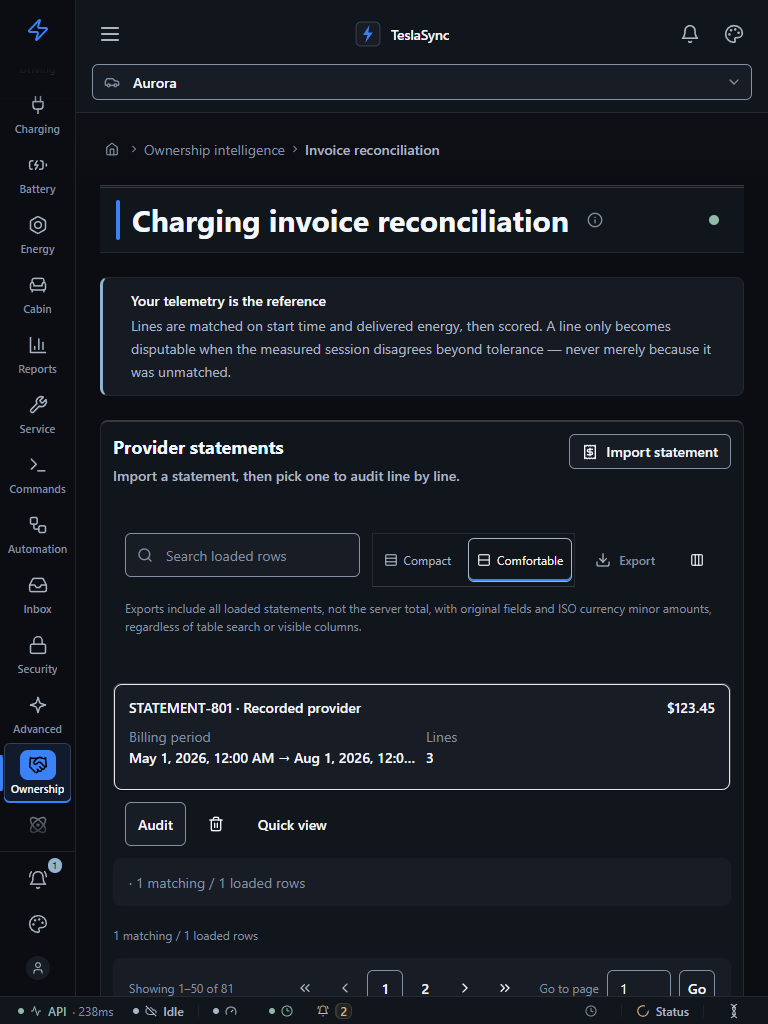 TeslaSync
Aurora
Driving
Charging
Battery
Energy
Cabin
Reports
Service
Commands
Automation
Inbox
Security
Advanced
Ownership
1
Ownership intelligence › Invoice reconciliation
Charging invoice reconciliation
Your telemetry is the reference
Lines are matched on start time and delivered energy, then scored. A line only becomes
disputable when the measured session disagrees beyond tolerance — never merely because it
was unmatched.
Provider statements
Import a statement, then pick one to audit line by line.
Import statement
Search loaded rows
Compact
Comfortable
Export
Exports include all loaded statements, not the server total, with original fields and ISO currency minor amounts,
regardless of table search or visible columns.
STATEMENT-801 · Recorded provider $123.45
Billing period Lines
May 1, 2026, 12:00 AM → Aug 1, 2026, 12:0... 3
Audit Quick view
· 1 matching / 1 loaded rows
1 matching / 1 loaded rows
Showing 1–50 of 81 « ‹ 1 2 › » Go to page 1 Go
API · 238ms Idle 2 Status